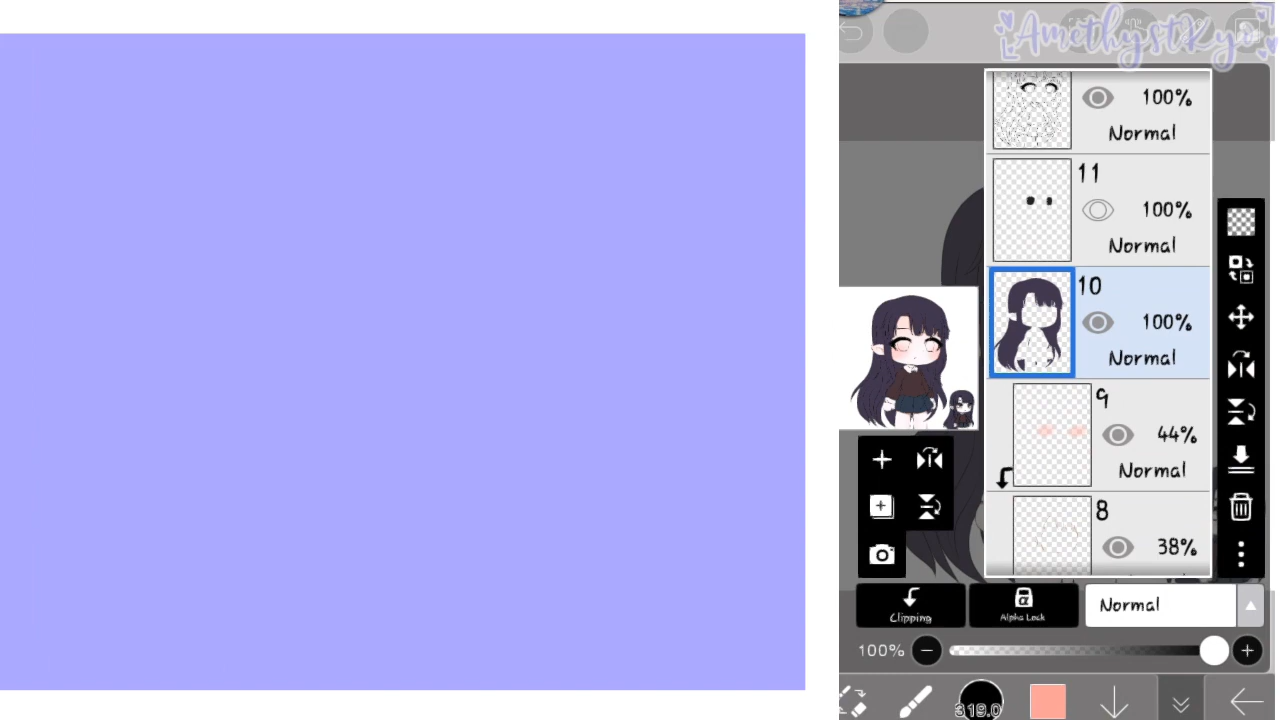 AmethystKyo
100%
Normal
11
100%
Normal
10
100%
Normal
9
44%
Normal
8
38%
Clipping
Alpha Lock
Normal
100%
319.0